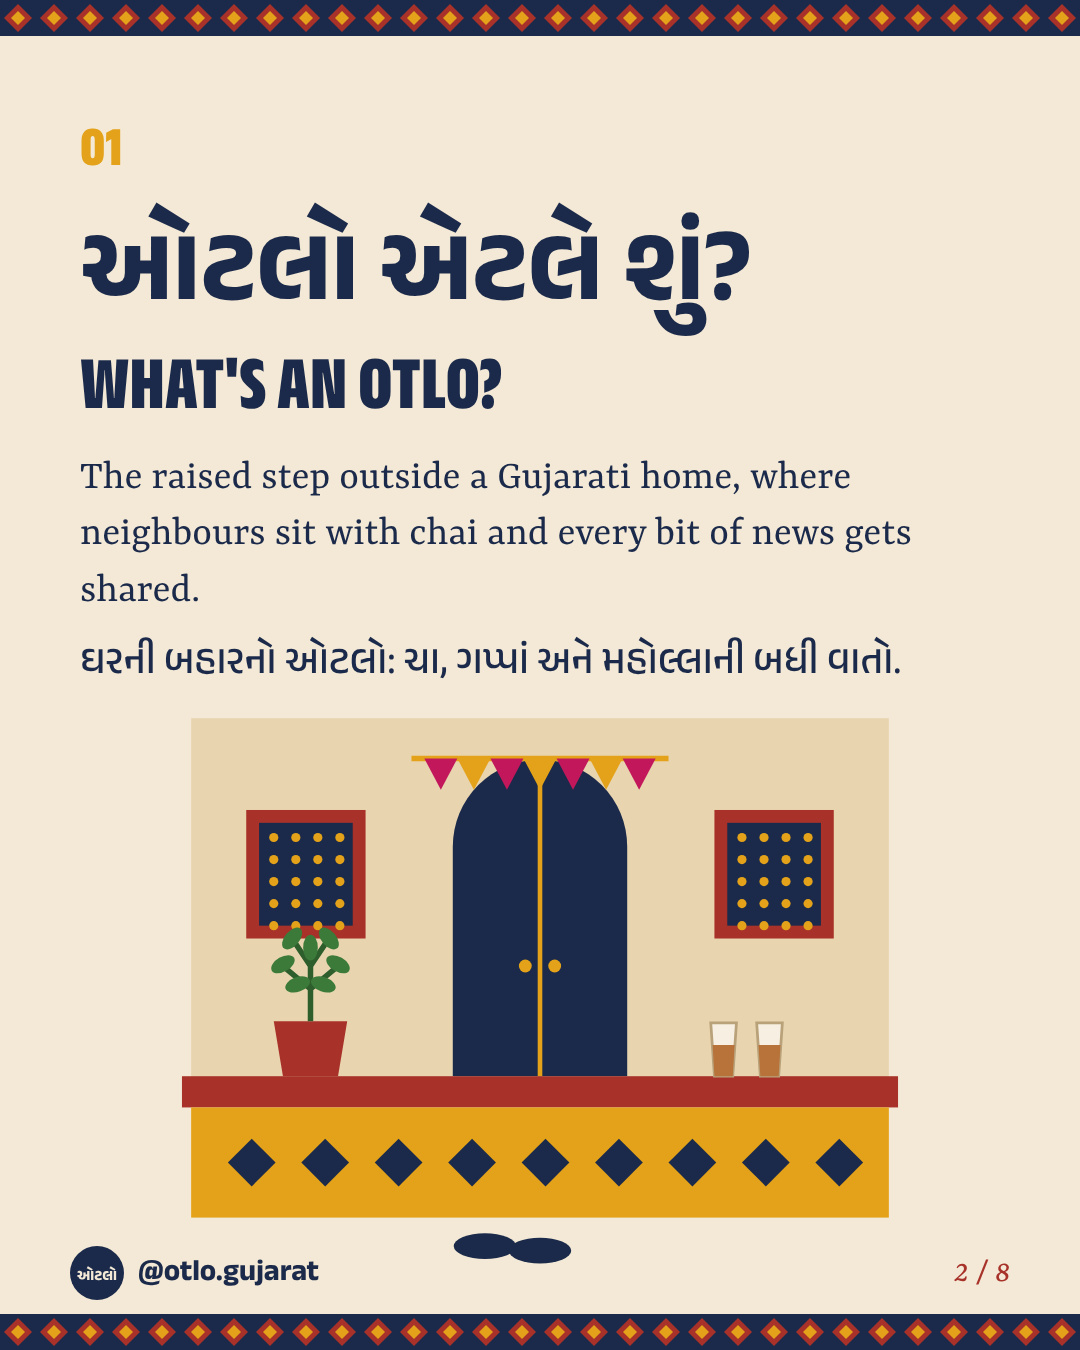 01
ઓટલો એટલે શું?
WHAT'S AN OTLO?
The raised step outside a Gujarati home, where
neighbours sit with chai and every bit of news gets
shared.
ઘરની બહારનો ઓટલો: ચા, ગપ્પાં અને મહોલ્લાની બધી વાતો.
ઓટલો
@otlo.gujarat
2 / 8